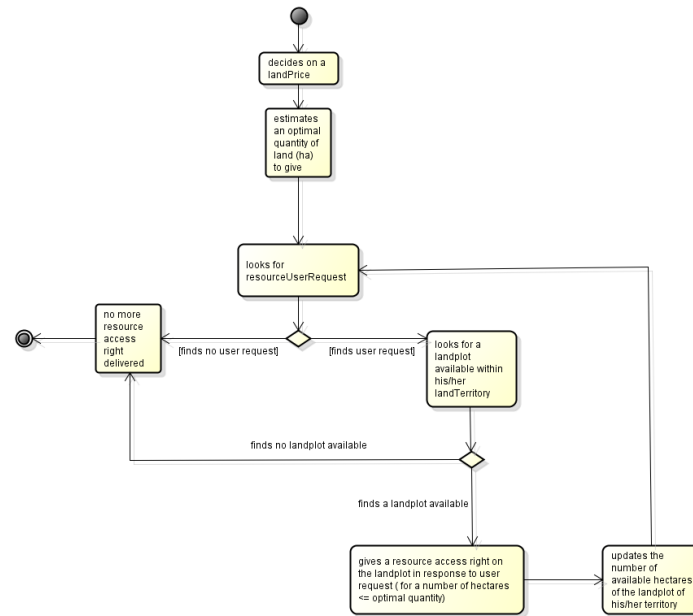 decides on a
landPrice
estimates
an optimal
quantity of
land (ha)
to give
looks for
resourceUserRequest
no more
resource
access
right
delivered
[finds no user request]
[finds user request]
looks for a
landplot
available within
his/her
landTerritory
finds no landplot available
finds a landplot available
gives a resource access right on
the landplot in response to user
request ( for a number of hectares
<= optimal quantity)
updates the
number of
available hectares
of the landplot of
his/her territory